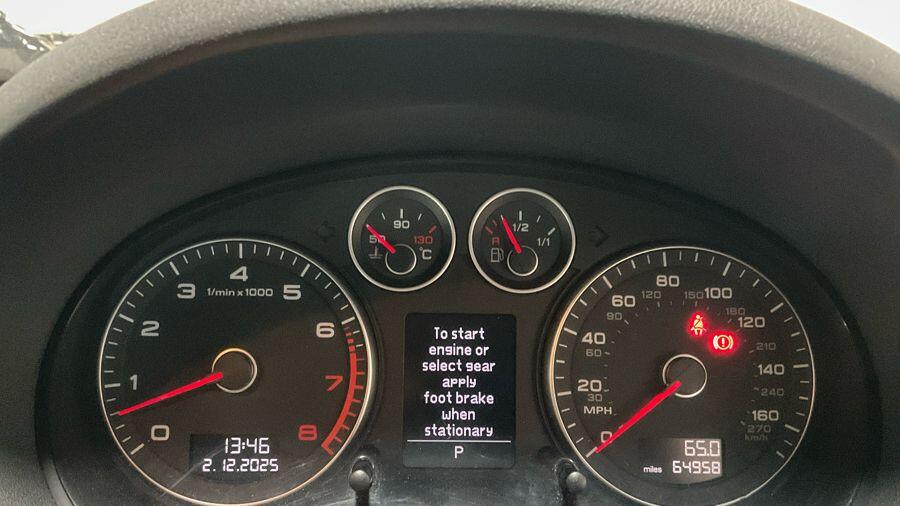 50 90 130 °C
R 1/2 1/1
0 1 2 3 4 5 6 7 8
1/min x 1000
13:46
2.12.2025
To start
engine or
select gear
apply
foot brake
when
stationary
P
0 20 40 60 80 100 120 140 160
MPH
30 60 120 150 180 210 240 270
km/h
65.0
miles 64958